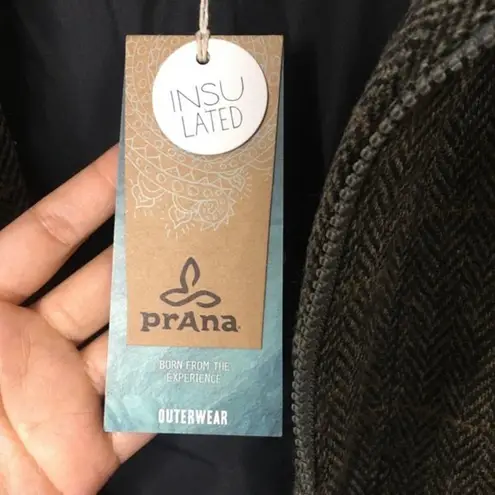 INSU
LATED
prAna
BORN FROM THE
EXPERIENCE
OUTERWEAR